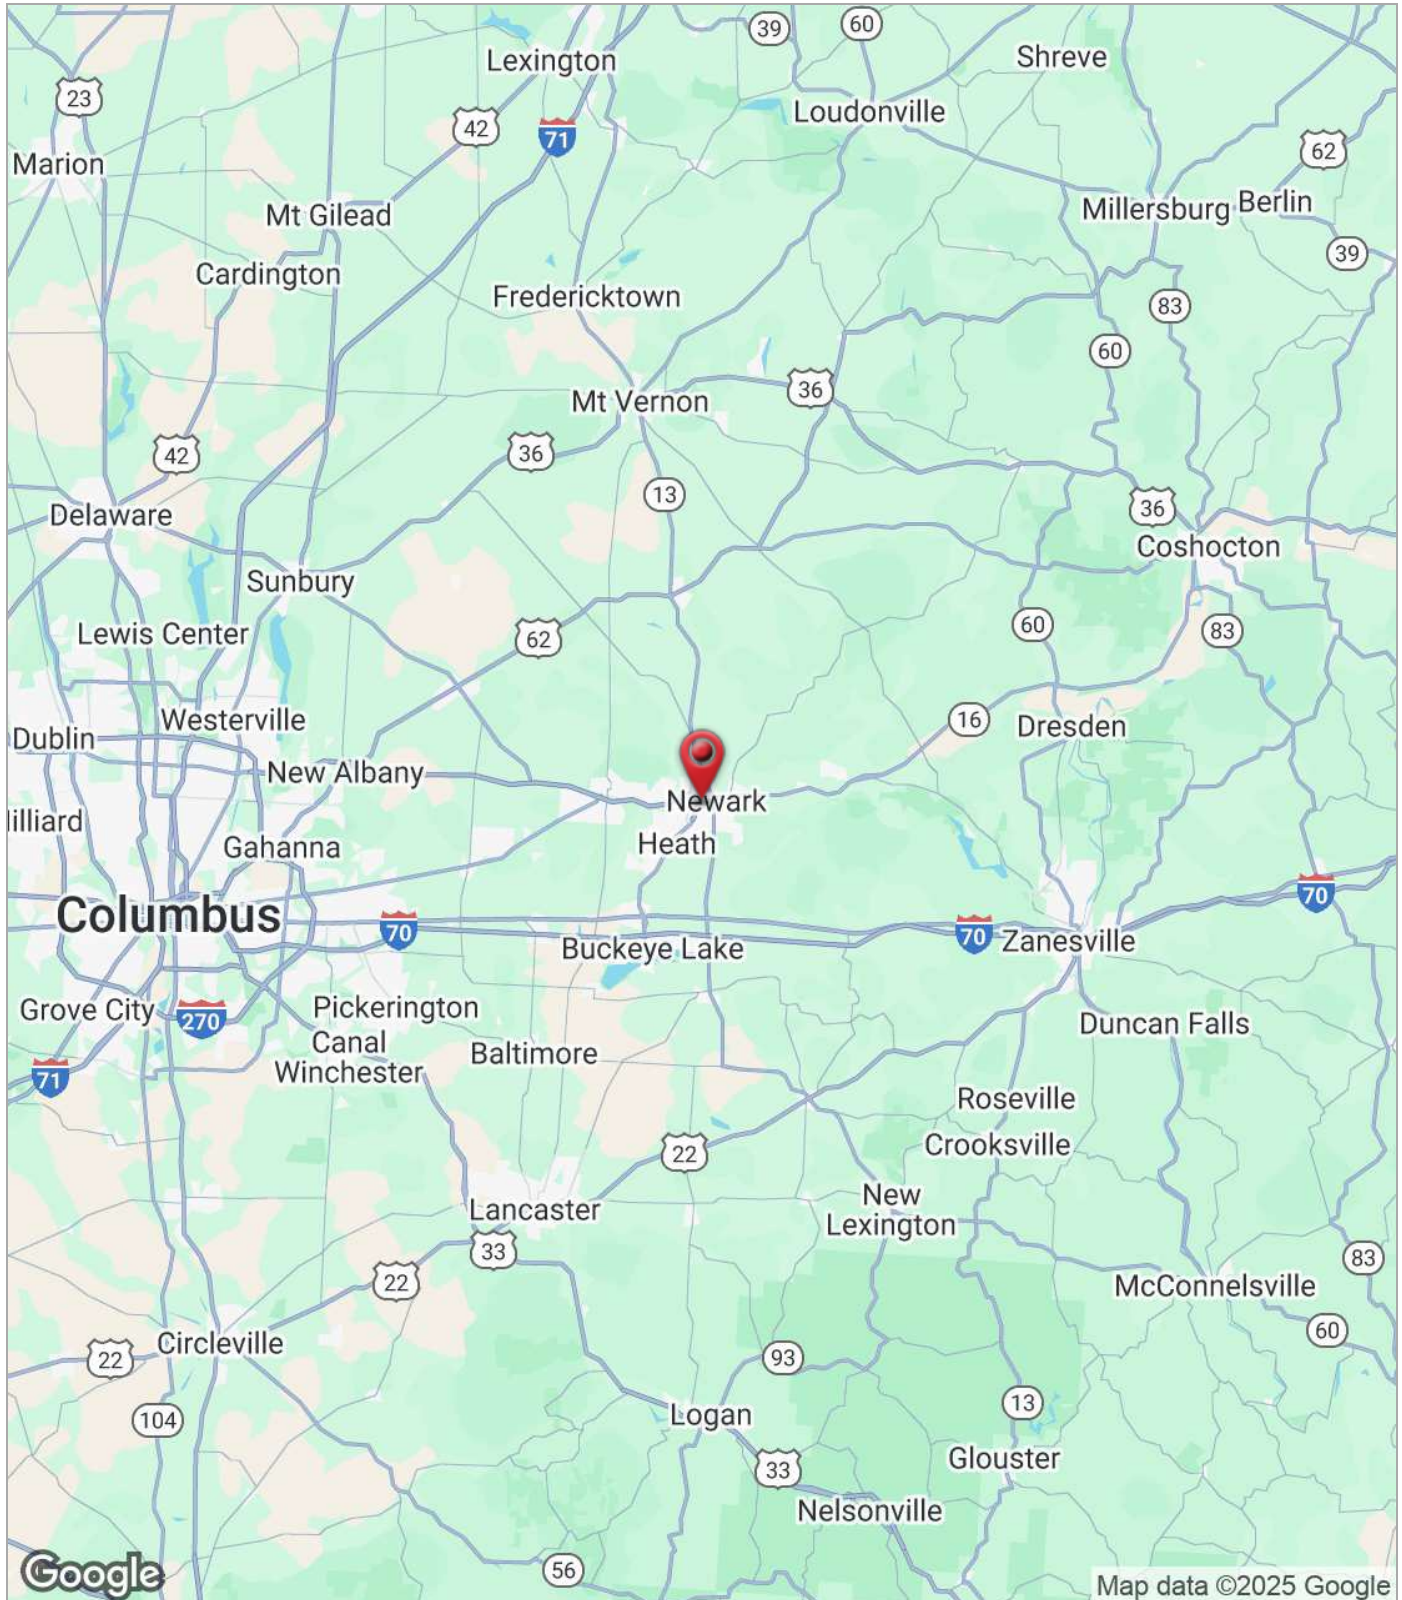 39
60
Shreve
Lexington
23
Loudonville
42
71
62
Marion
Mt Gilead
Millersburg
Berlin
Cardington
39
Fredericktown
83
60
36
Mt Vernon
42
36
13
36
Delaware
Coshocton
Sunbury
60
83
Lewis Center
62
Westerville
16
Dresden
Dublin
New Albany
Newark
illiard
Heath
Gahanna
70
Columbus
70
70
Zanesville
Buckeye Lake
Grove City
270
Pickerington
Duncan Falls
Canal
Winchester
Baltimore
71
Roseville
Crooksville
22
New
Lexington
Lancaster
33
83
22
McConnelsville
60
Circleville
22
93
104
13
Logan
Glouster
33
Nelsonville
56
Google
Map data ©2025 Google